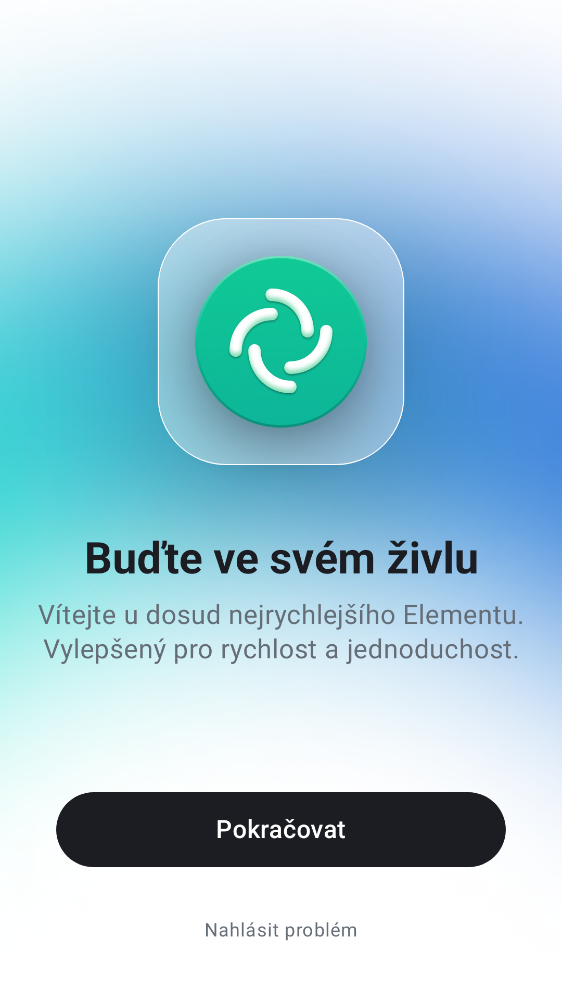 Buďte ve svém živlu
Vítejte u dosud nejrychlejšího Elementu.
Vylepšený pro rychlost a jednoduchost.
Pokračovat
Nahlásit problém